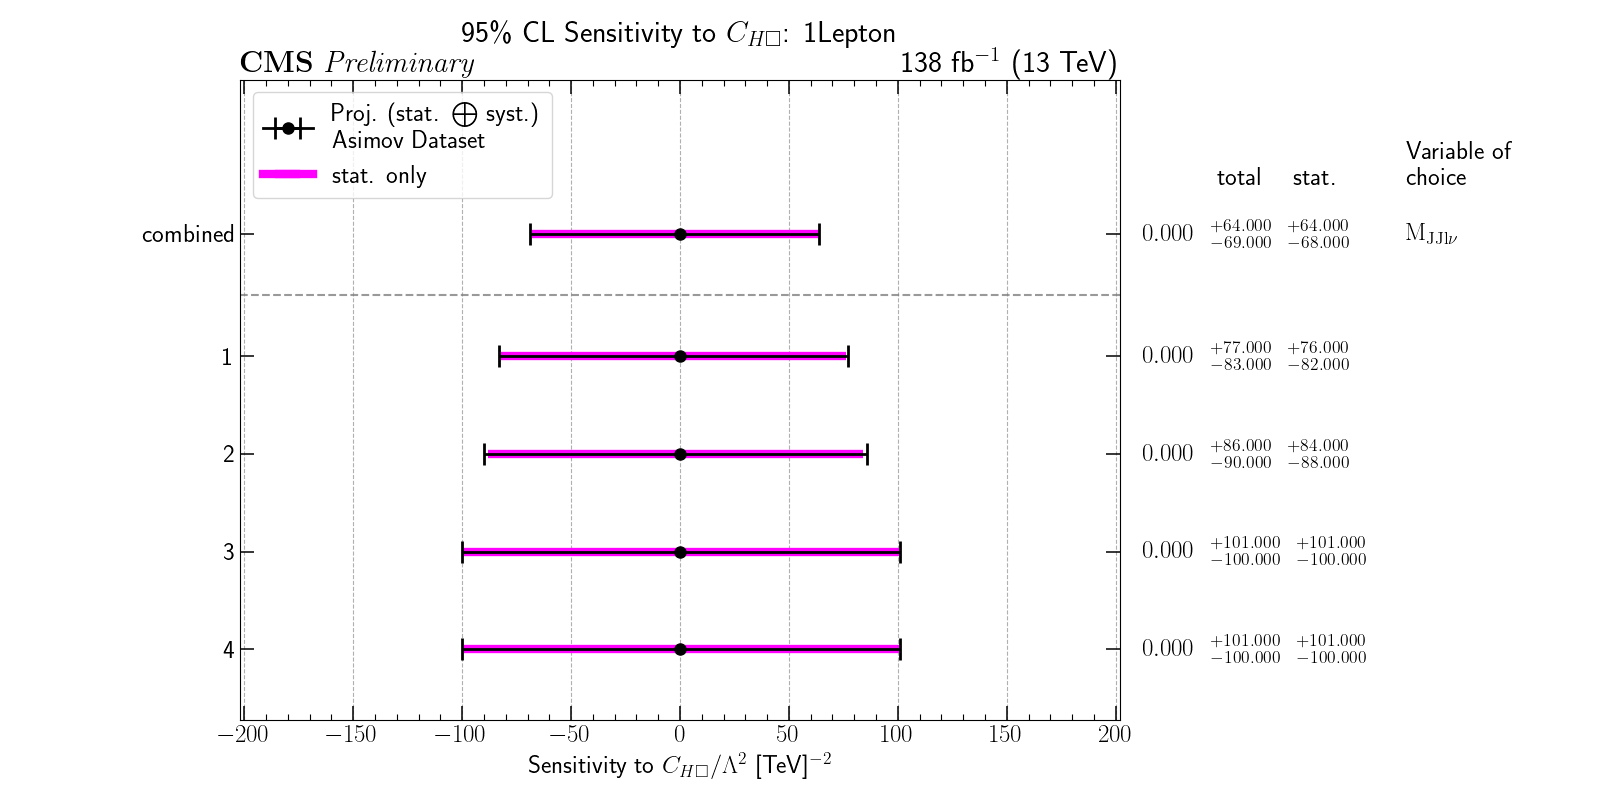 95% CL Sensitivity to C_{H□}: 1Lepton
CMS Preliminary
138 fb⁻¹ (13 TeV)
Proj. (stat. ⨁ syst.)
Asimov Dataset
stat. only
total stat.
Variable of
choice
combined
0.000 +64.000 −69.000 +64.000 −68.000 M_{JJlν}
1
0.000 +77.000 −83.000 +76.000 −82.000
2
0.000 +86.000 −90.000 +84.000 −88.000
3
0.000 +101.000 −100.000 +101.000 −100.000
4
0.000 +101.000 −100.000 +101.000 −100.000
−200 −150 −100 −50 0 50 100 150 200
Sensitivity to C_{H□}/Λ² [TeV]⁻²